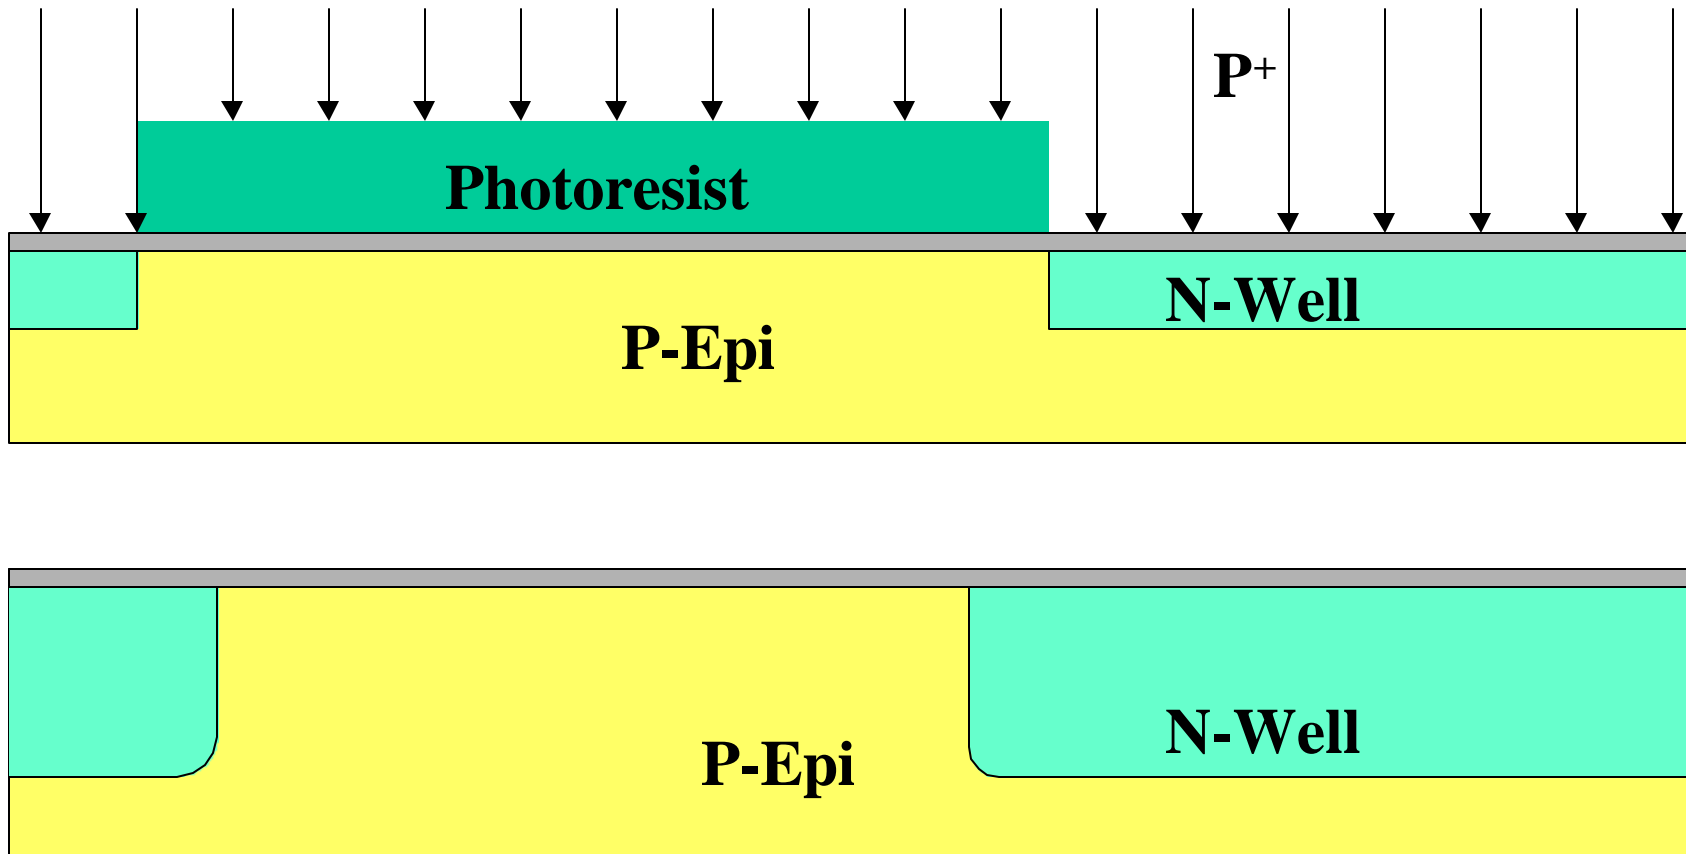 P⁺
Photoresist
N-Well
P-Epi
N-Well
P-Epi